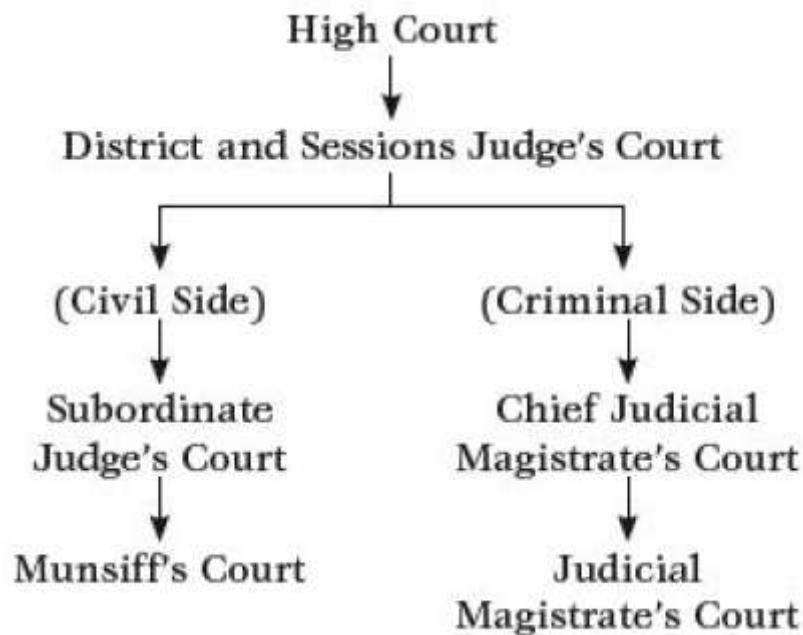 High Court
District and Sessions Judge's Court
(Civil Side)
(Criminal Side)
Subordinate
Judge's Court
Chief Judicial
Magistrate's Court
Munsiff's Court
Judicial
Magistrate's Court